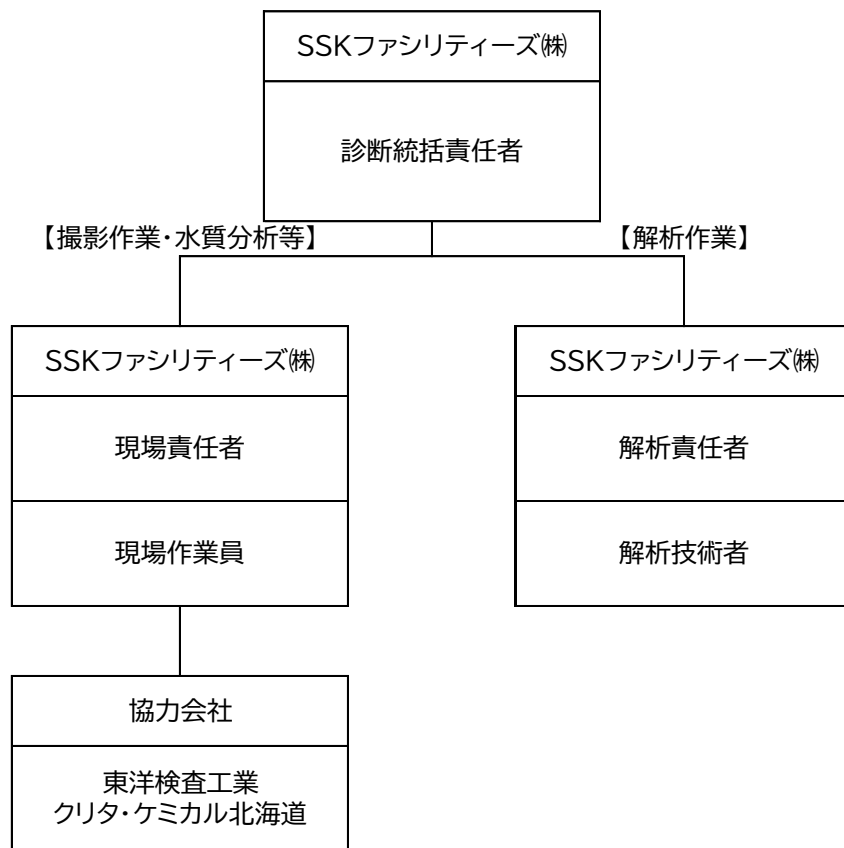 SSKファシリティーズ㈱
診断統括責任者
【撮影作業・水質分析等】
【解析作業】
SSKファシリティーズ㈱
現場責任者
現場作業員
SSKファシリティーズ㈱
解析責任者
解析技術者
協力会社
東洋検査工業
クリタ・ケミカル北海道